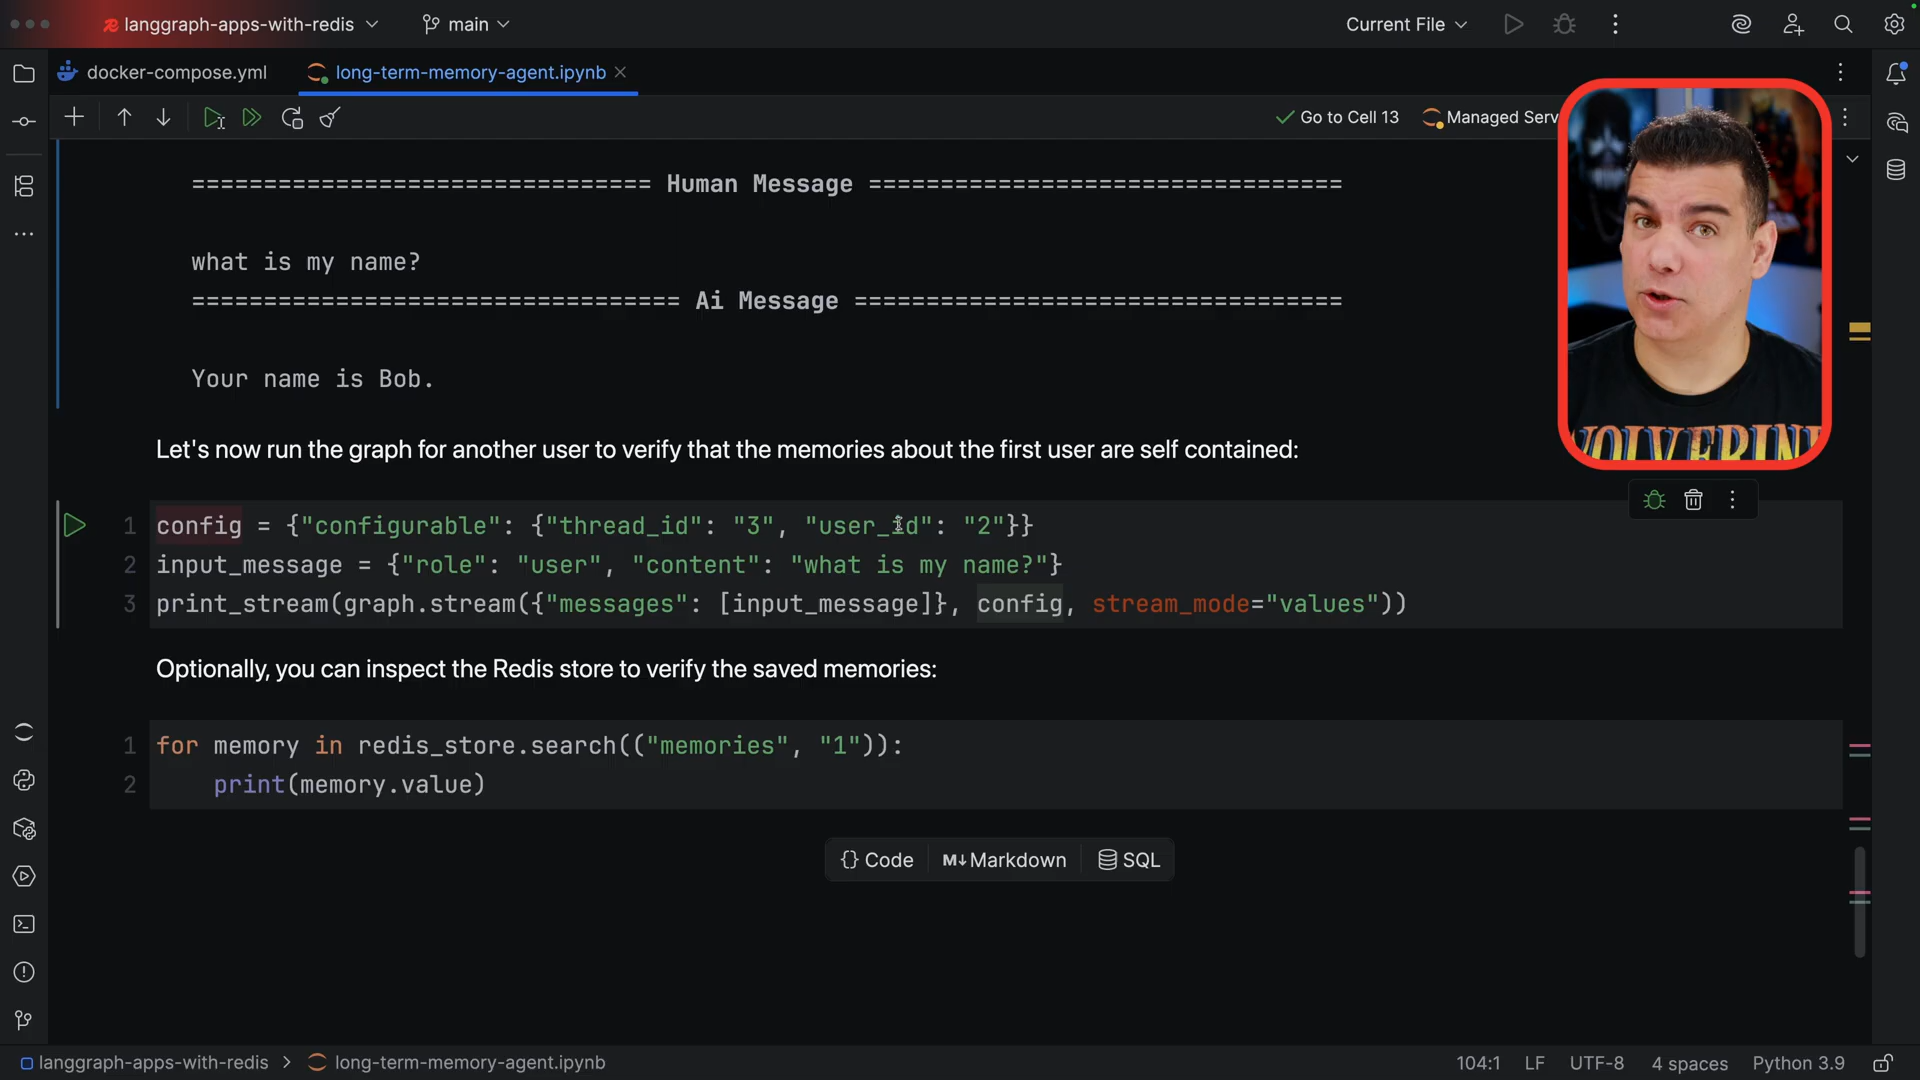 langgraph-apps-with-redis main Current File
docker-compose.yml long-term-memory-agent.ipynb
Go to Cell 13 Managed Serv
================================ Human Message =================================

what is my name?
================================== Ai Message ==================================

Your name is Bob.
Let's now run the graph for another user to verify that the memories about the first user are self contained:
1 config = {"configurable": {"thread_id": "3", "user_id": "2"}}
2 input_message = {"role": "user", "content": "what is my name?"}
3 print_stream(graph.stream({"messages": [input_message]}, config, stream_mode="values"))
Optionally, you can inspect the Redis store to verify the saved memories:
1 for memory in redis_store.search(("memories", "1")):
2     print(memory.value)
{} Code M↓ Markdown SQL
langgraph-apps-with-redis > long-term-memory-agent.ipynb 104:1 LF UTF-8 4 spaces Python 3.9
WOLVERINE